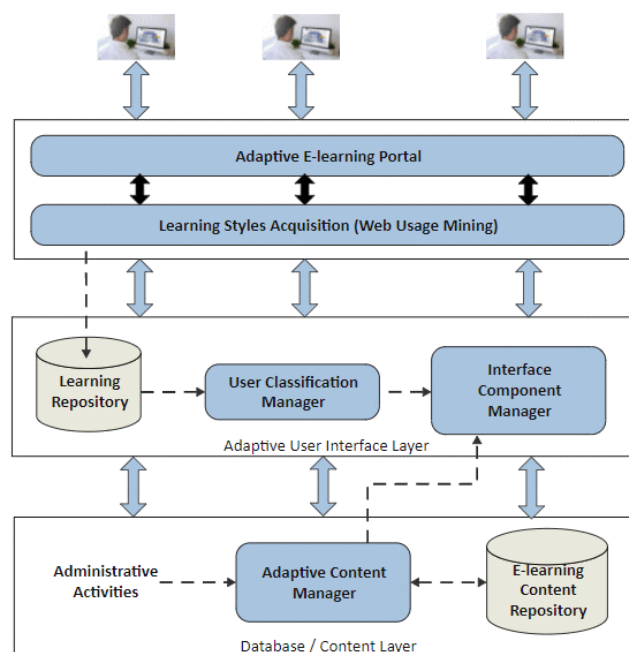 Adaptive E-learning Portal
Learning Styles Acquisition (Web Usage Mining)
Learning
Repository
User Classification
Manager
Interface
Component
Manager
Adaptive User Interface Layer
Administrative
Activities
Adaptive Content
Manager
E-learning
Content
Repository
Database / Content Layer